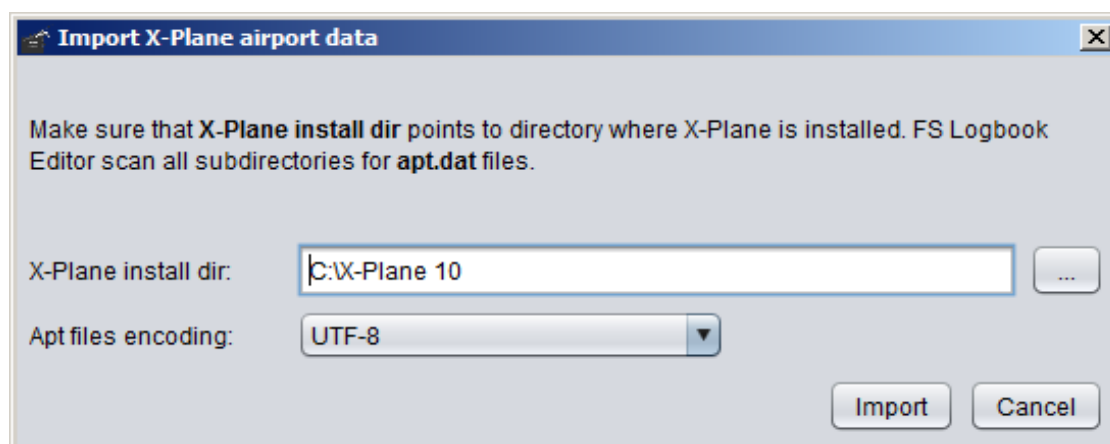 Import X-Plane airport data
Make sure that X-Plane install dir points to directory where X-Plane is installed. FS Logbook
Editor scan all subdirectories for apt.dat files.
X-Plane install dir: C:\X-Plane 10 ...
Apt files encoding: UTF-8
Import Cancel